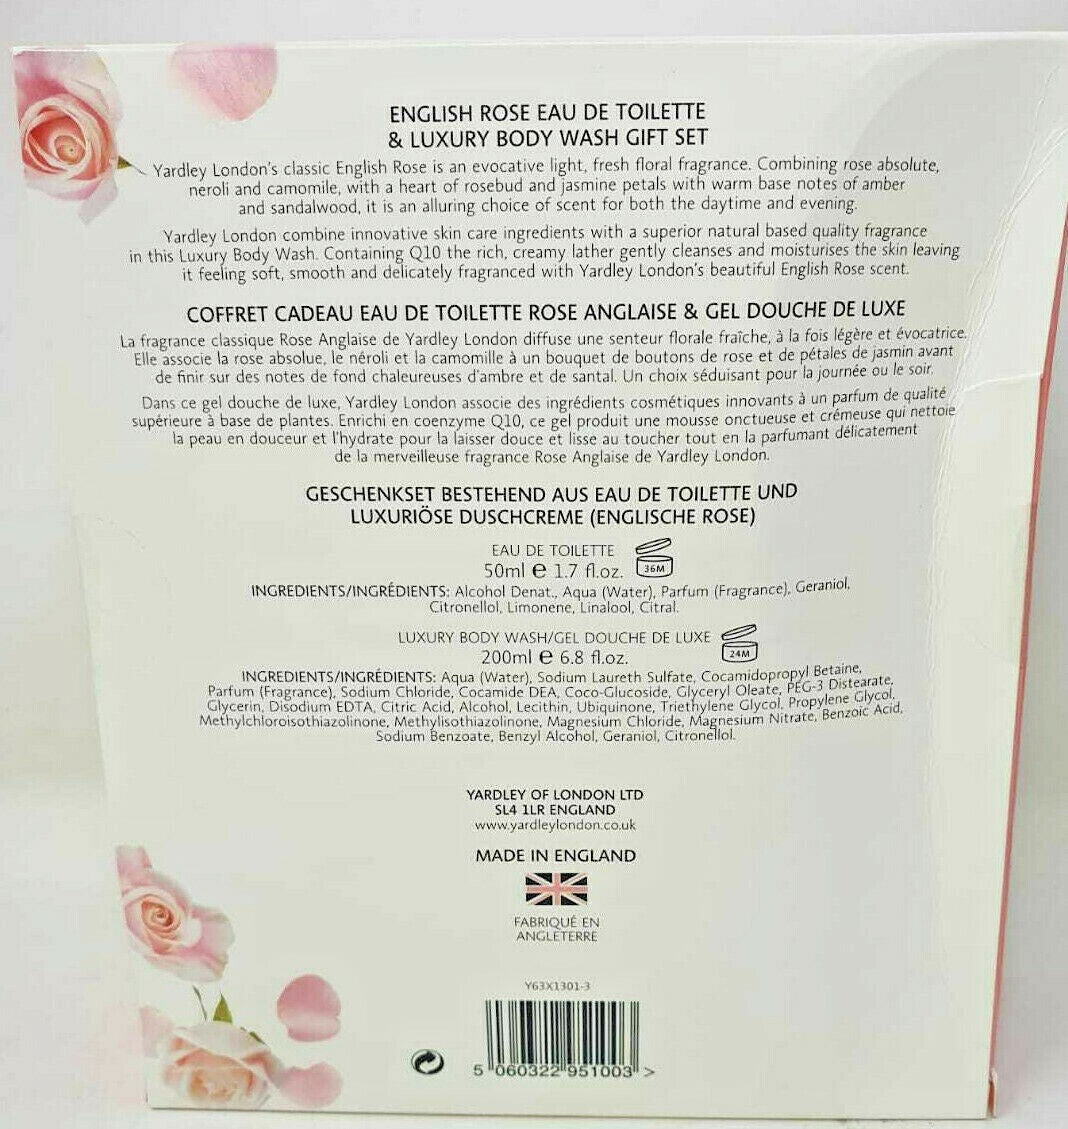 ENGLISH ROSE EAU DE TOILETTE
& LUXURY BODY WASH GIFT SET
Yardley London's classic English Rose is an evocative light, fresh floral fragrance. Combining rose absolute,
neroli and camomile, with a heart of rosebud and jasmine petals with warm base notes of amber
and sandalwood, it is an alluring choice of scent for both the daytime and evening.
Yardley London combine innovative skin care ingredients with a superior natural based quality fragrance
in this Luxury Body Wash. Containing Q10 the rich, creamy lather gently cleanses and moisturises the skin leaving
it feeling soft, smooth and delicately fragranced with Yardley London's beautiful English Rose scent.
COFFRET CADEAU EAU DE TOILETTE ROSE ANGLAISE & GEL DOUCHE DE LUXE
La fragrance classique Rose Anglaise de Yardley London diffuse une senteur florale fraîche, à la fois légère et évocatrice.
Elle associe la rose absolue, le néroli et la camomille à un bouquet de boutons de rose et de pétales de jasmin avant
de finir sur des notes de fond chaleureuses d'ambre et de santal. Un choix séduisant pour la journée ou le soir.
Dans ce gel douche de luxe, Yardley London associe des ingrédients cosmétiques innovants à un parfum de qualité
supérieure à base de plantes. Enrichi en coenzyme Q10, ce gel produit une mousse onctueuse et crémeuse qui nettoie
la peau en douceur et l'hydrate pour la laisser douce et lisse au toucher tout en la parfumant délicatement
de la merveilleuse fragrance Rose Anglaise de Yardley London.
GESCHENKSET BESTEHEND AUS EAU DE TOILETTE UND
LUXURIÖSE DUSCHCREME (ENGLISCHE ROSE)
EAU DE TOILETTE
50ml e 1.7 fl.oz. 36M
INGREDIENTS/INGRÉDIENTS: Alcohol Denat., Aqua (Water), Parfum (Fragrance), Geraniol,
Citronellol, Limonene, Linalool, Citral.
LUXURY BODY WASH/GEL DOUCHE DE LUXE
200ml e 6.8 fl.oz. 24M
INGREDIENTS/INGRÉDIENTS: Aqua (Water), Sodium Laureth Sulfate, Cocamidopropyl Betaine,
Parfum (Fragrance), Sodium Chloride, Cocamide DEA, Coco-Glucoside, Glyceryl Oleate, PEG-3 Distearate,
Glycerin, Disodium EDTA, Citric Acid, Alcohol, Lecithin, Ubiquinone, Triethylene Glycol, Propylene Glycol,
Methylchloroisothiazolinone, Methylisothiazolinone, Magnesium Chloride, Magnesium Nitrate, Benzoic Acid,
Sodium Benzoate, Benzyl Alcohol, Geraniol, Citronellol.
YARDLEY OF LONDON LTD
SL4 1LR ENGLAND
www.yardleylondon.co.uk
MADE IN ENGLAND
FABRIQUÉ EN
ANGLETERRE
Y63X1301-3
5 060322 951003 >